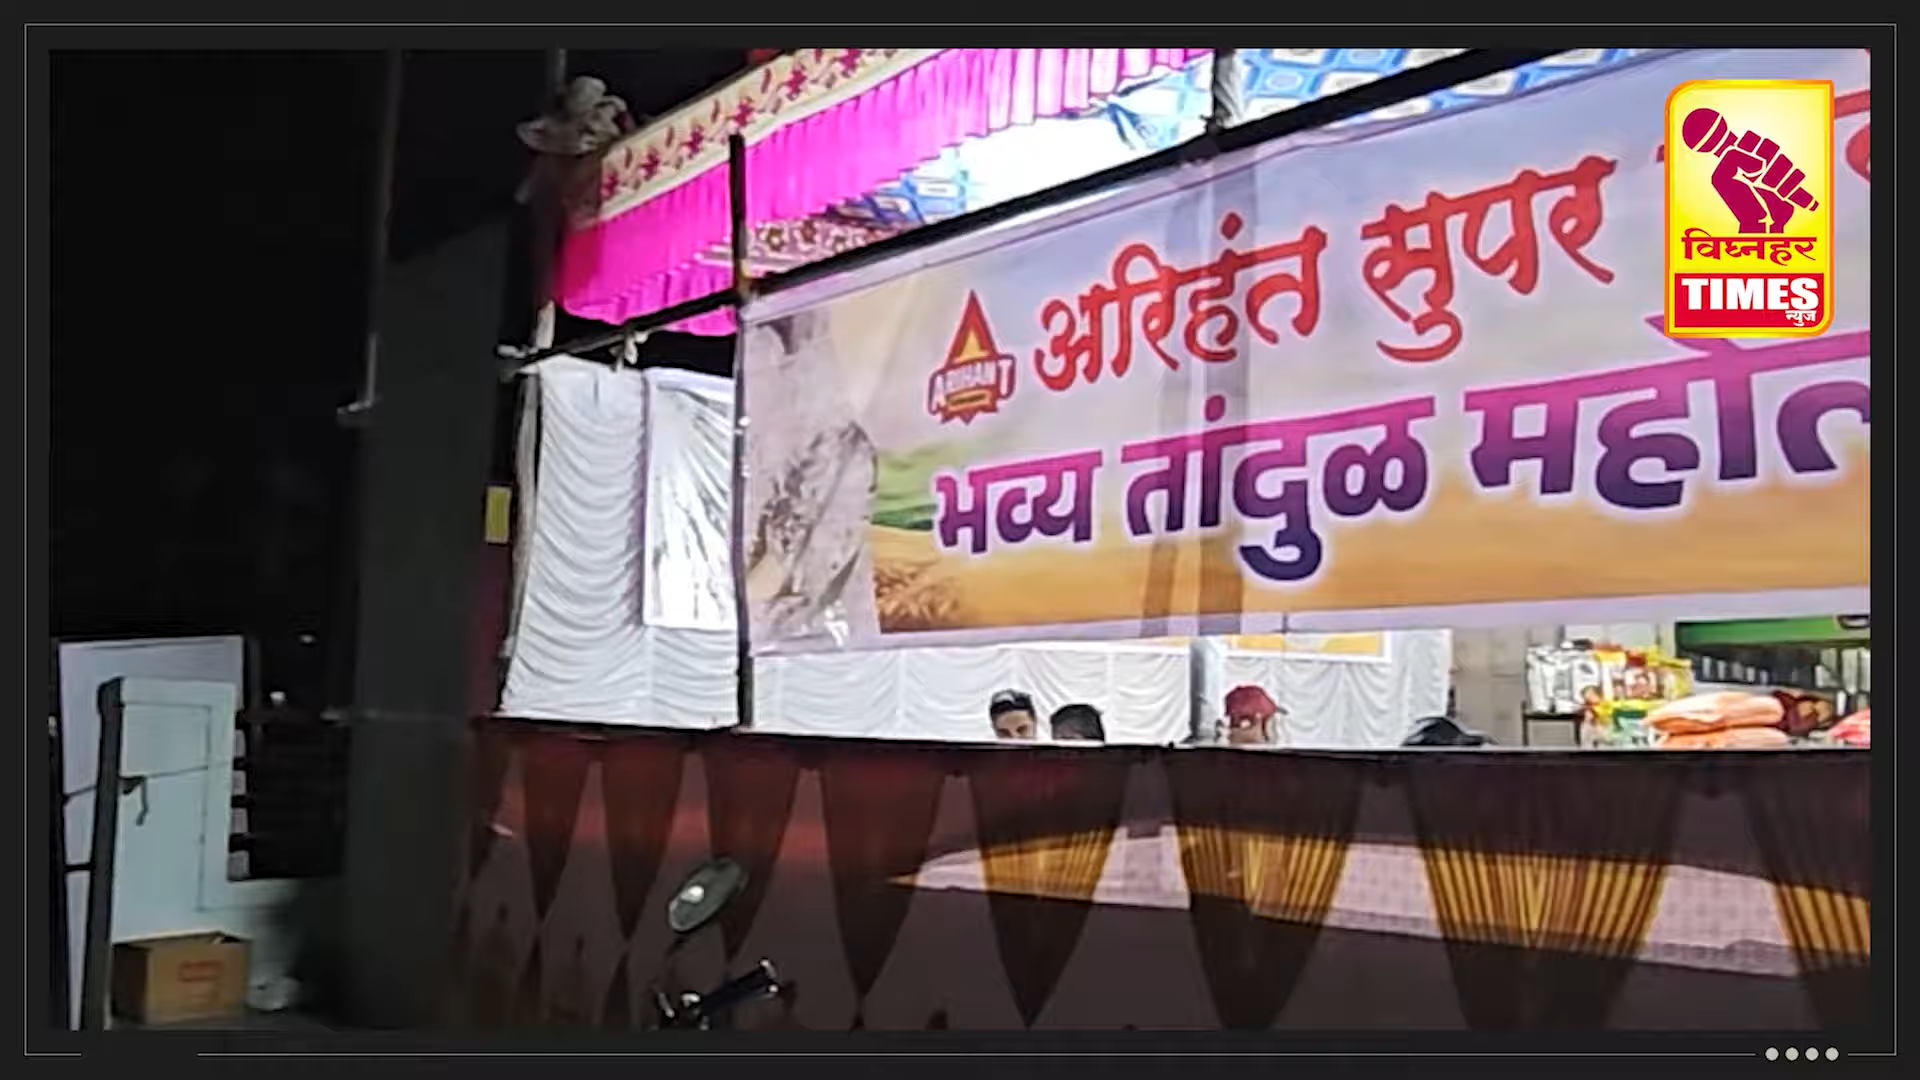 अरिहंत सुपर
ARIHANT
भव्य तांदुळ महोत
विघ्नहर
TIMES
न्युज